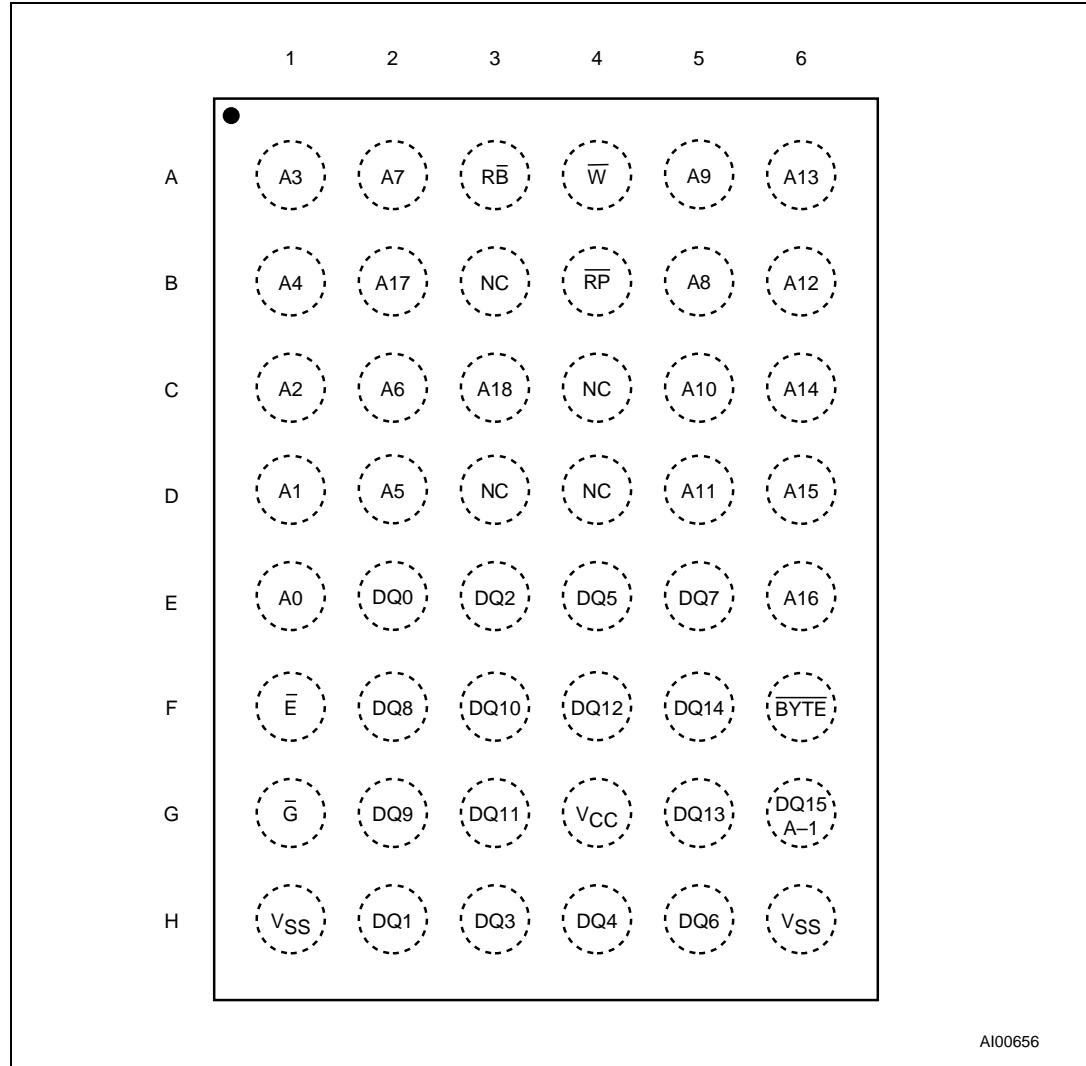 1 2 3 4 5 6
A A3 A7 RB̅ W̅ A9 A13
B A4 A17 NC R̅P̅ A8 A12
C A2 A6 A18 NC A10 A14
D A1 A5 NC NC A11 A15
E A0 DQ0 DQ2 DQ5 DQ7 A16
F E̅ DQ8 DQ10 DQ12 DQ14 B̅Y̅T̅E̅
G G̅ DQ9 DQ11 VCC DQ13 DQ15
A–1
H VSS DQ1 DQ3 DQ4 DQ6 VSS
AI00656